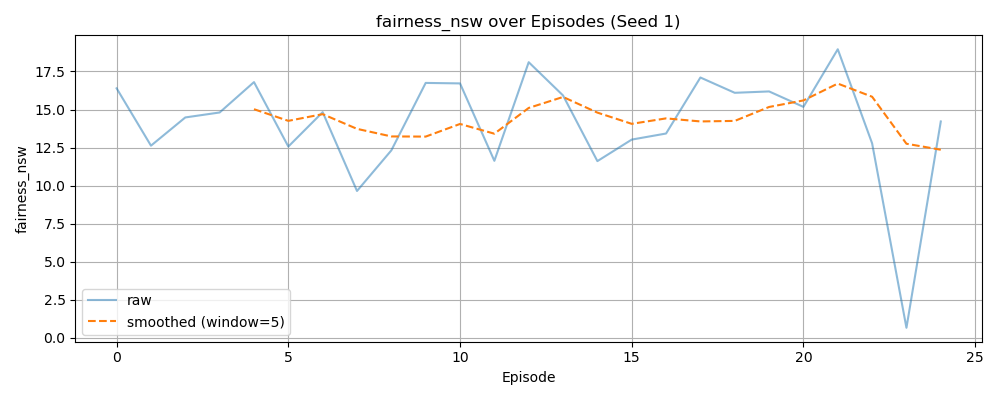 fairness_nsw over Episodes (Seed 1)
fairness_nsw
17.5
15.0
12.5
10.0
7.5
5.0
2.5
0.0
raw
smoothed (window=5)
0 5 10 15 20 25
Episode